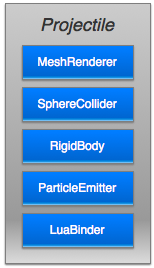 Projectile
MeshRenderer
SphereCollider
RigidBody
ParticleEmitter
LuaBinder